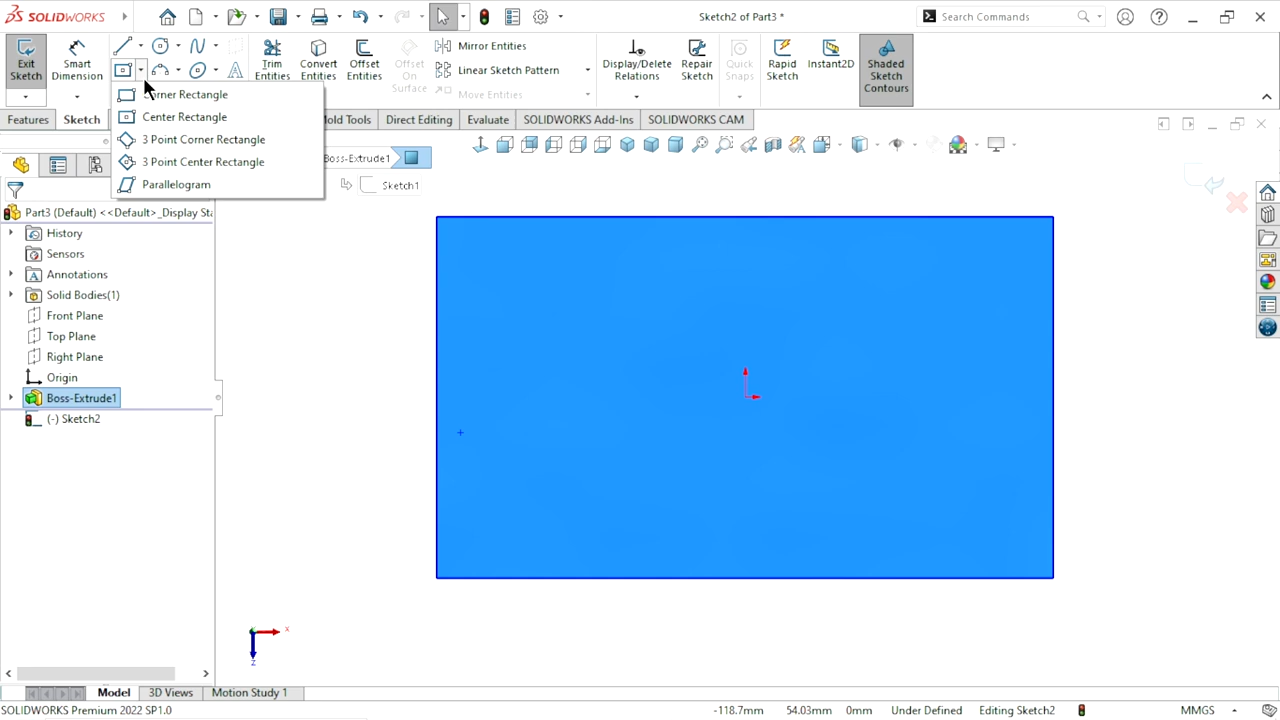 SOLIDWORKS
Sketch2 of Part3 *
Search Commands
Exit Sketch
Smart Dimension
Trim Entities
Convert Entities
Offset Entities
Offset On Surface
Mirror Entities
Linear Sketch Pattern
Move Entities
Display/Delete Relations
Repair Sketch
Quick Snaps
Rapid Sketch
Instant2D
Shaded Sketch Contours
Corner Rectangle
Center Rectangle
3 Point Corner Rectangle
3 Point Center Rectangle
Parallelogram
Features
Sketch
Mold Tools
Direct Editing
Evaluate
SOLIDWORKS Add-Ins
SOLIDWORKS CAM
Boss-Extrude1
Sketch1
Part3 (Default) <<Default>_Display Sta
History
Sensors
Annotations
Solid Bodies(1)
Front Plane
Top Plane
Right Plane
Origin
Boss-Extrude1
(-) Sketch2
X
Z
Model
3D Views
Motion Study 1
SOLIDWORKS Premium 2022 SP1.0
-118.7mm
54.03mm
0mm
Under Defined
Editing Sketch2
MMGS